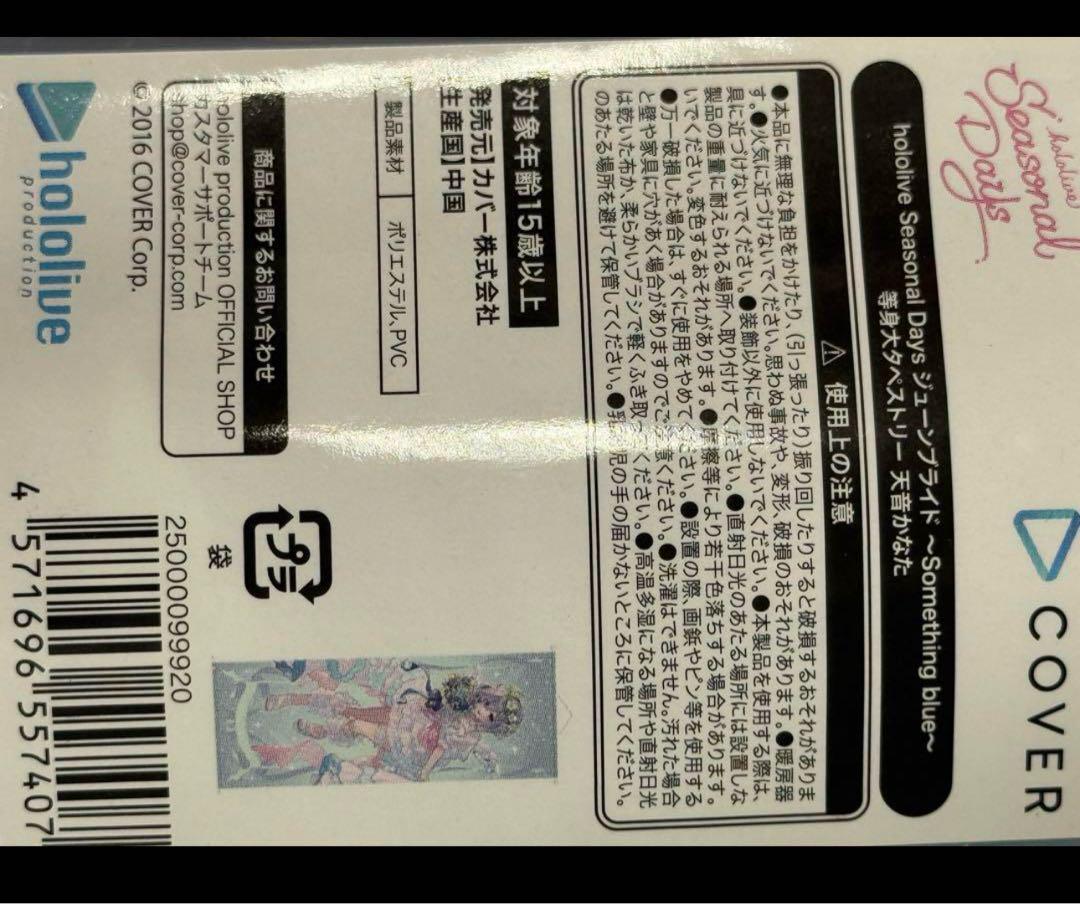 hololive
Seasonal
Days
COVER
hololive Seasonal Days ジューンブライド ～Something blue～
等身大タペストリー 天音かなた
⚠ 使用上の注意
●本品に無理な負担をかけたり、(引っ張ったり)振り回したりすると破損するおそれがありま
す。●火気に近づけないでください。思わぬ事故や、変形、破損のおそれがあります。●暖房器
具に近づけないでください。●装飾以外に使用しないでください。●本製品を使用する際は、
製品の重量に耐えられる場所へ取り付けてください。●直射日光のあたる場所には設置しな
いでください。変色するおそれがあります。●擦等により若干色落ちする場合があります。
●万一破損した場合は、すぐに使用をやめてください。●設置の際、画鋲やピン等を使用する
と壁や家具に穴があく場合がありますのでご注意ください。●洗濯はできません。汚れた場合
は乾いた布か柔らかいブラシで軽くふき取ってください。●高温多湿になる場所や直射日光
のあたる場所を避けて保管してください。●乳児の手の届かないところに保管してください。
対象年齢15歳以上
発売元】カバー株式会社
生産国】中国
製品素材 ポリエステル、PVC
商品に関するお問い合わせ
hololive production OFFICIAL SHOP
カスタマーサポートチーム
shop@cover-corp.com
© 2016 COVER Corp.
hololive
production
プラ
袋
25000099920
4 571696 557407